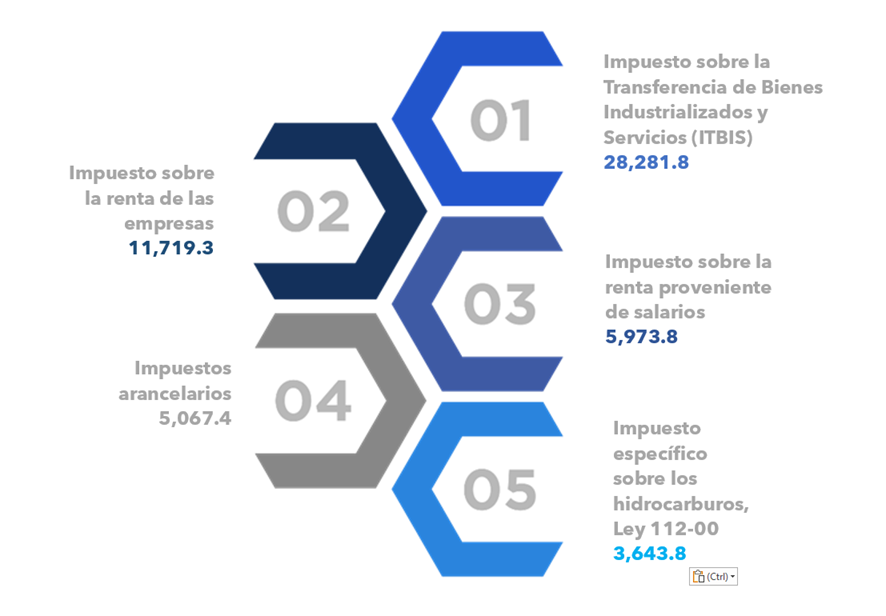 01
Impuesto sobre la
Transferencia de Bienes
Industrializados y
Servicios (ITBIS)
28,281.8
02
Impuesto sobre
la renta de las
empresas
11,719.3
03
Impuesto sobre la
renta proveniente
de salarios
5,973.8
04
Impuestos
arancelarios
5,067.4
05
Impuesto
específico
sobre los
hidrocarburos,
Ley 112-00
3,643.8
(Ctrl)